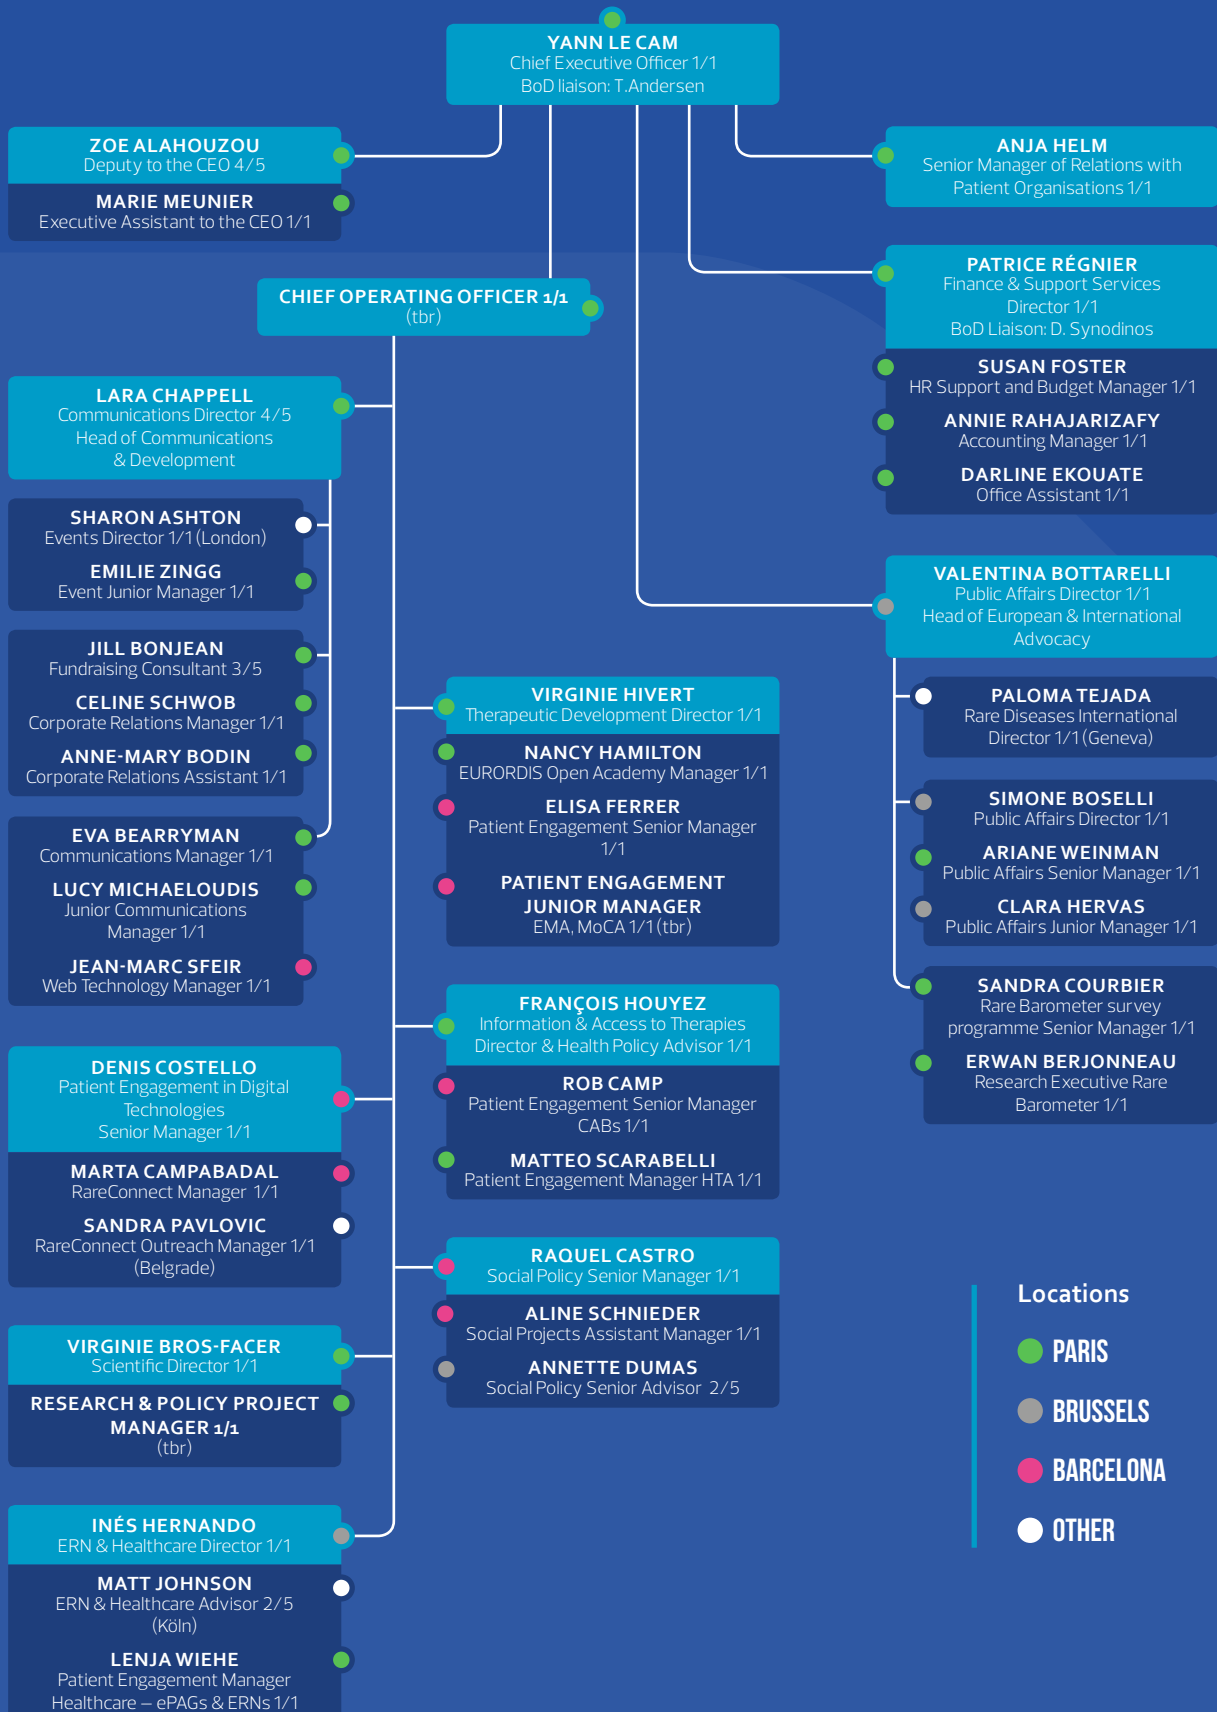 YANN LE CAM
Chief Executive Officer 1/1
BoD liaison: T.Andersen
ZOE ALAHOUZOU
Deputy to the CEO 4/5
MARIE MEUNIER
Executive Assistant to the CEO 1/1
ANJA HELM
Senior Manager of Relations with
Patient Organisations 1/1
PATRICE RÉGNIER
Finance & Support Services
Director 1/1
BoD Liaison: D. Synodinos
SUSAN FOSTER
HR Support and Budget Manager 1/1
ANNIE RAHAJARIZAFY
Accounting Manager 1/1
DARLINE EKOUATE
Office Assistant 1/1
CHIEF OPERATING OFFICER 1/1
(tbr)
LARA CHAPPELL
Communications Director 4/5
Head of Communications
& Development
SHARON ASHTON
Events Director 1/1 (London)
EMILIE ZINGG
Event Junior Manager 1/1
JILL BONJEAN
Fundraising Consultant 3/5
CELINE SCHWOB
Corporate Relations Manager 1/1
ANNE-MARY BODIN
Corporate Relations Assistant 1/1
EVA BEARRYMAN
Communications Manager 1/1
LUCY MICHAELOUDIS
Junior Communications
Manager 1/1
JEAN-MARC SFEIR
Web Technology Manager 1/1
DENIS COSTELLO
Patient Engagement in Digital
Technologies
Senior Manager 1/1
MARTA CAMPABADAL
RareConnect Manager 1/1
SANDRA PAVLOVIC
RareConnect Outreach Manager 1/1
(Belgrade)
VIRGINIE BROS-FACER
Scientific Director 1/1
RESEARCH & POLICY PROJECT
MANAGER 1/1
(tbr)
INÉS HERNANDO
ERN & Healthcare Director 1/1
MATT JOHNSON
ERN & Healthcare Advisor 2/5
(Köln)
LENJA WIEHE
Patient Engagement Manager
Healthcare – ePAGs & ERNs 1/1
VIRGINIE HIVERT
Therapeutic Development Director 1/1
NANCY HAMILTON
EURORDIS Open Academy Manager 1/1
ELISA FERRER
Patient Engagement Senior Manager
1/1
PATIENT ENGAGEMENT
JUNIOR MANAGER
EMA, MoCA 1/1 (tbr)
FRANÇOIS HOUYEZ
Information & Access to Therapies
Director & Health Policy Advisor 1/1
ROB CAMP
Patient Engagement Senior Manager
CABs 1/1
MATTEO SCARABELLI
Patient Engagement Manager HTA 1/1
RAQUEL CASTRO
Social Policy Senior Manager 1/1
ALINE SCHNIEDER
Social Projects Assistant Manager 1/1
ANNETTE DUMAS
Social Policy Senior Advisor 2/5
VALENTINA BOTTARELLI
Public Affairs Director 1/1
Head of European & International
Advocacy
PALOMA TEJADA
Rare Diseases International
Director 1/1 (Geneva)
SIMONE BOSELLI
Public Affairs Director 1/1
ARIANE WEINMAN
Public Affairs Senior Manager 1/1
CLARA HERVAS
Public Affairs Junior Manager 1/1
SANDRA COURBIER
Rare Barometer survey
programme Senior Manager 1/1
ERWAN BERJONNEAU
Research Executive Rare
Barometer 1/1
Locations
PARIS
BRUSSELS
BARCELONA
OTHER